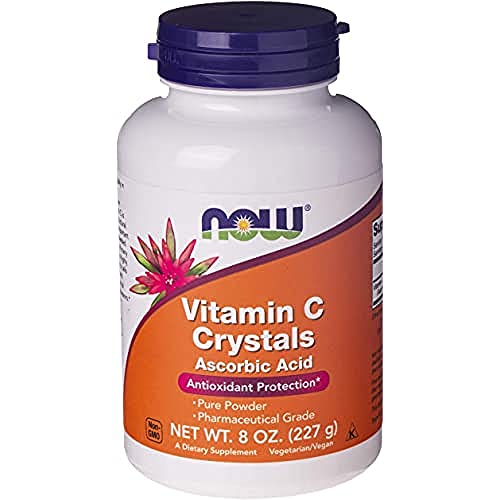 now®
Vitamin C
Crystals
Ascorbic Acid
Antioxidant Protection*
• Pure Powder
• Pharmaceutical Grade
Non-
GMO
NET WT. 8 OZ. (227 g)
A Dietary Supplement Vegetarian/Vegan
K